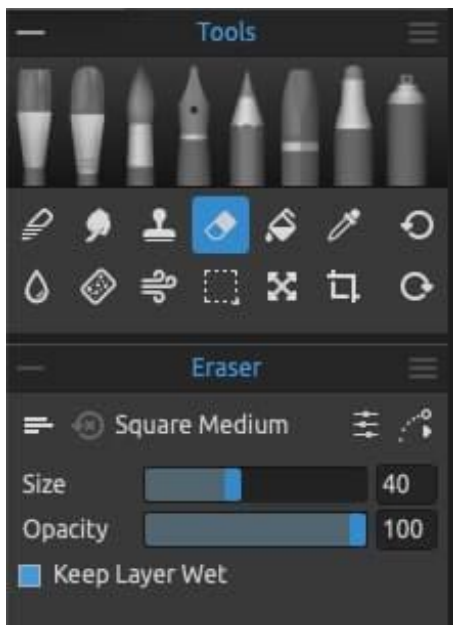 Tools
Eraser
Square Medium
Size 40
Opacity 100
Keep Layer Wet